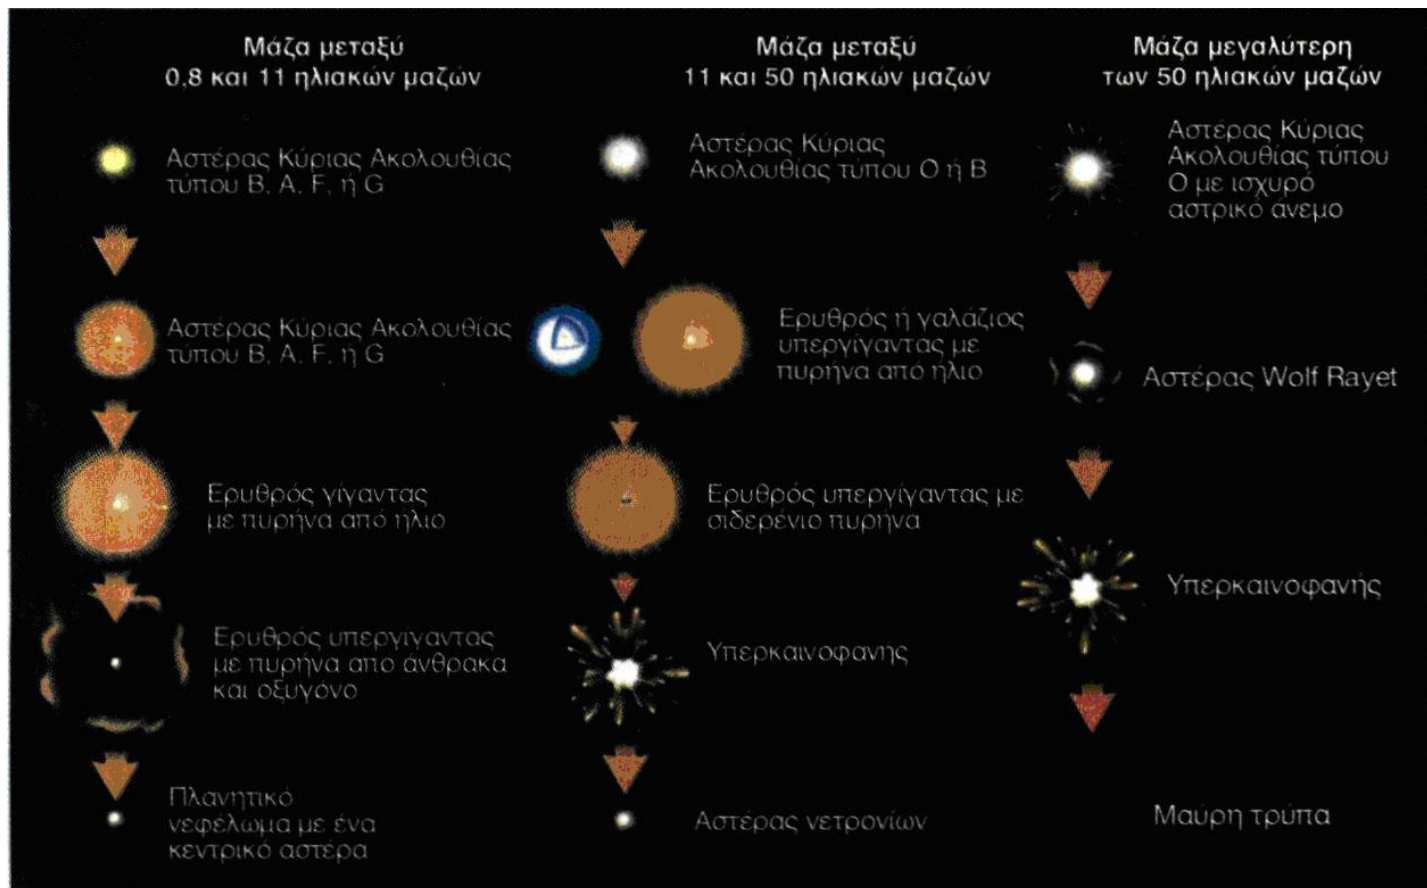 Μάζα μεταξύ
0,8 και 11 ηλιακών μαζών
Αστέρας Κύριας Ακολουθίας
τύπου Β, Α, F, ή G
Αστέρας Κύριας Ακολουθίας
τύπου Β, Α, F, ή G
Ερυθρός γίγαντας
με πυρήνα από ήλιο
Ερυθρός υπεργίγαντας
με πυρήνα απο άνθρακα
και οξυγόνο
Πλανητικό
νεφέλωμα με ένα
κεντρικό αστέρα
Μάζα μεταξύ
11 και 50 ηλιακών μαζών
Αστέρας Κύριας
Ακολουθίας τύπου Ο ή Β
Ερυθρός ή γαλάζιος
υπεργίγαντας με
πυρήνα από ήλιο
Ερυθρός υπεργίγαντας με
σιδερένιο πυρήνα
Υπερκαινοφανής
Αστέρας νετρονίων
Μάζα μεγαλύτερη
των 50 ηλιακών μαζών
Αστέρας Κύριας
Ακολουθίας τύπου
Ο με ισχυρό
αστρικό άνεμο
Αστέρας Wolf Rayet
Υπερκαινοφανής
Μαύρη τρύπα